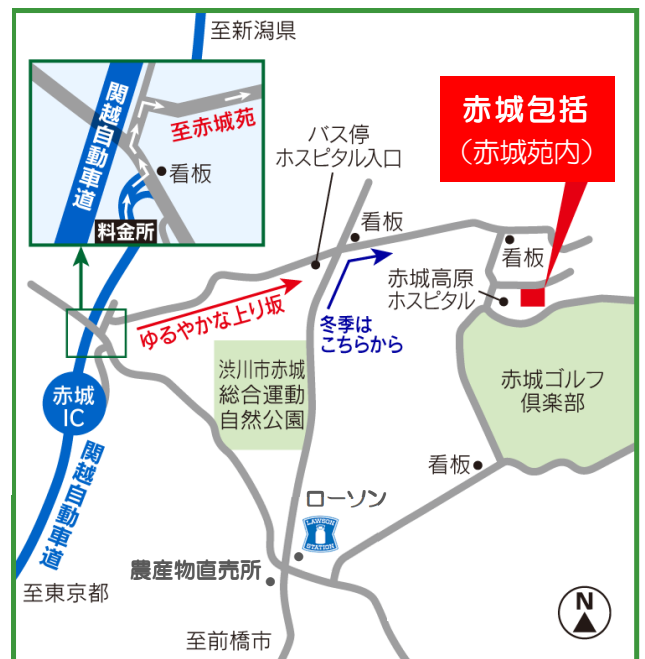 至新潟県
関越自動車道
至赤城苑
看板
料金所
赤城包括
（赤城苑内）
バス停
ホスピタル入口
看板
看板
赤城高原
ホスピタル
ゆるやかな上り坂
冬季は
こちらから
渋川市赤城
総合運動
自然公園
赤城ゴルフ
倶楽部
赤城
IC
関越自動車道
看板
ローソン
LAWSON
STATION
農産物直売所
至東京都
至前橋市
N